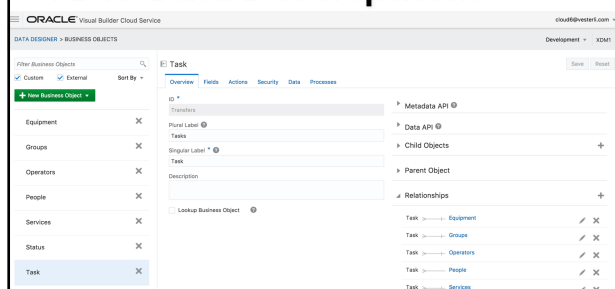 ORACLE Visual Builder Cloud Service
cloud6@vesterli.com
DATA DESIGNER > BUSINESS OBJECTS
Development
XDM1
Filter Business Objects
Custom
External
Sort By
+ New Business Object
Equipment
Groups
Operators
People
Services
Status
Task
Task
Save
Reset
Overview Fields Actions Security Data Processes
ID *
Transfers
Plural Label
Tasks
Singular Label *
Task
Description
Lookup Business Object
Metadata API
Data API
Child Objects
Parent Object
Relationships
Task Equipment
Task Groups
Task Operators
Task People
Task Services